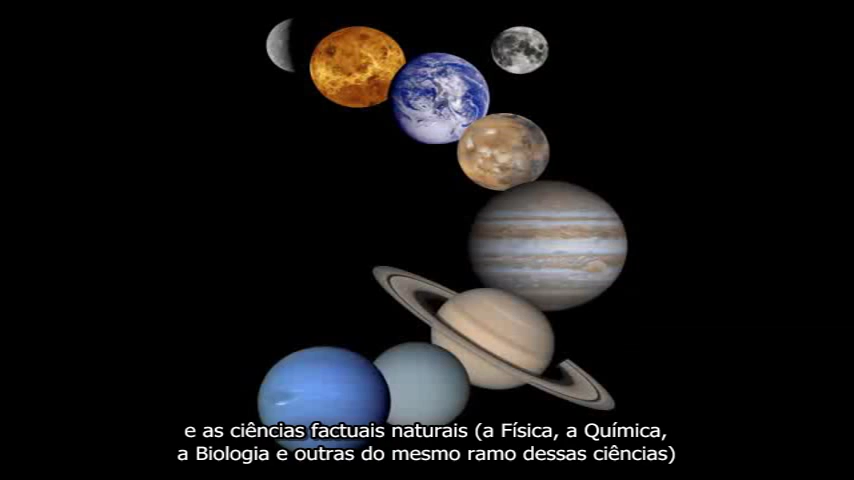 e as ciências factuais naturais (a Física, a Química,
a Biologia e outras do mesmo ramo dessas ciências)